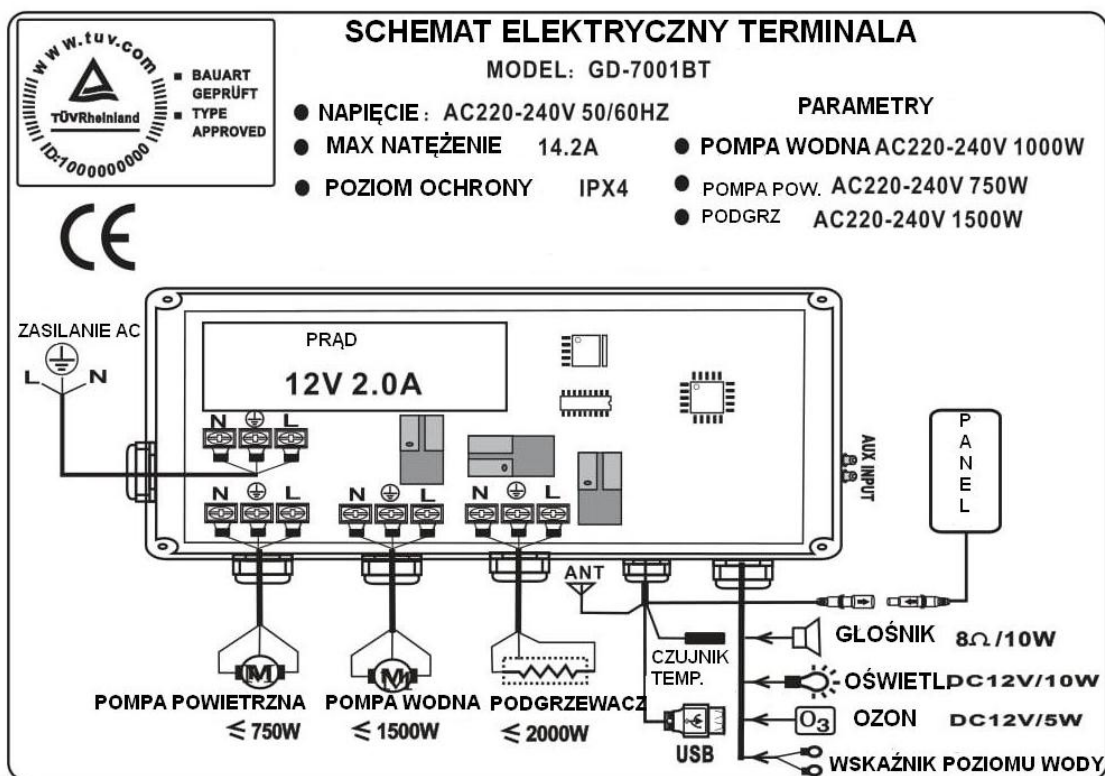 SCHEMAT ELEKTRYCZNY TERMINALA
MODEL: GD-7001BT
www.tuv.com
TÜVRheinland
ID:1000000000
■ BAUART
GEPRÜFT
■ TYPE
APPROVED
CE
● NAPIĘCIE : AC220-240V 50/60HZ
● MAX NATĘŻENIE 14.2A
● POZIOM OCHRONY IPX4
PARAMETRY
● POMPA WODNA AC220-240V 1000W
● POMPA POW. AC220-240V 750W
● PODGRZ AC220-240V 1500W
ZASILANIE AC
L N
PRĄD
12V 2.0A
N L
N L
N L
N L
AUX INPUT
PANEL
ANT
CZUJNIK
TEMP.
USB
GŁOŚNIK 8Ω/10W
OŚWIETL. DC12V/10W
O3 OZON DC12V/5W
WSKAŹNIK POZIOMU WODY
M
POMPA POWIETRZNA
≤ 750W
M
POMPA WODNA
≤ 1500W
PODGRZEWACZ
≤ 2000W